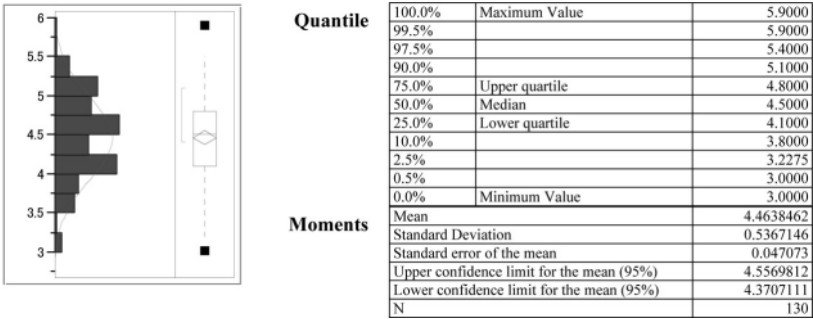 6
5.5
5
4.5
4
3.5
3
Quantile
100.0% Maximum Value 5.9000
99.5% 5.9000
97.5% 5.4000
90.0% 5.1000
75.0% Upper quartile 4.8000
50.0% Median 4.5000
25.0% Lower quartile 4.1000
10.0% 3.8000
2.5% 3.2275
0.5% 3.0000
0.0% Minimum Value 3.0000
Moments
Mean 4.4638462
Standard Deviation 0.5367146
Standard error of the mean 0.047073
Upper confidence limit for the mean (95%) 4.5569812
Lower confidence limit for the mean (95%) 4.3707111
N 130